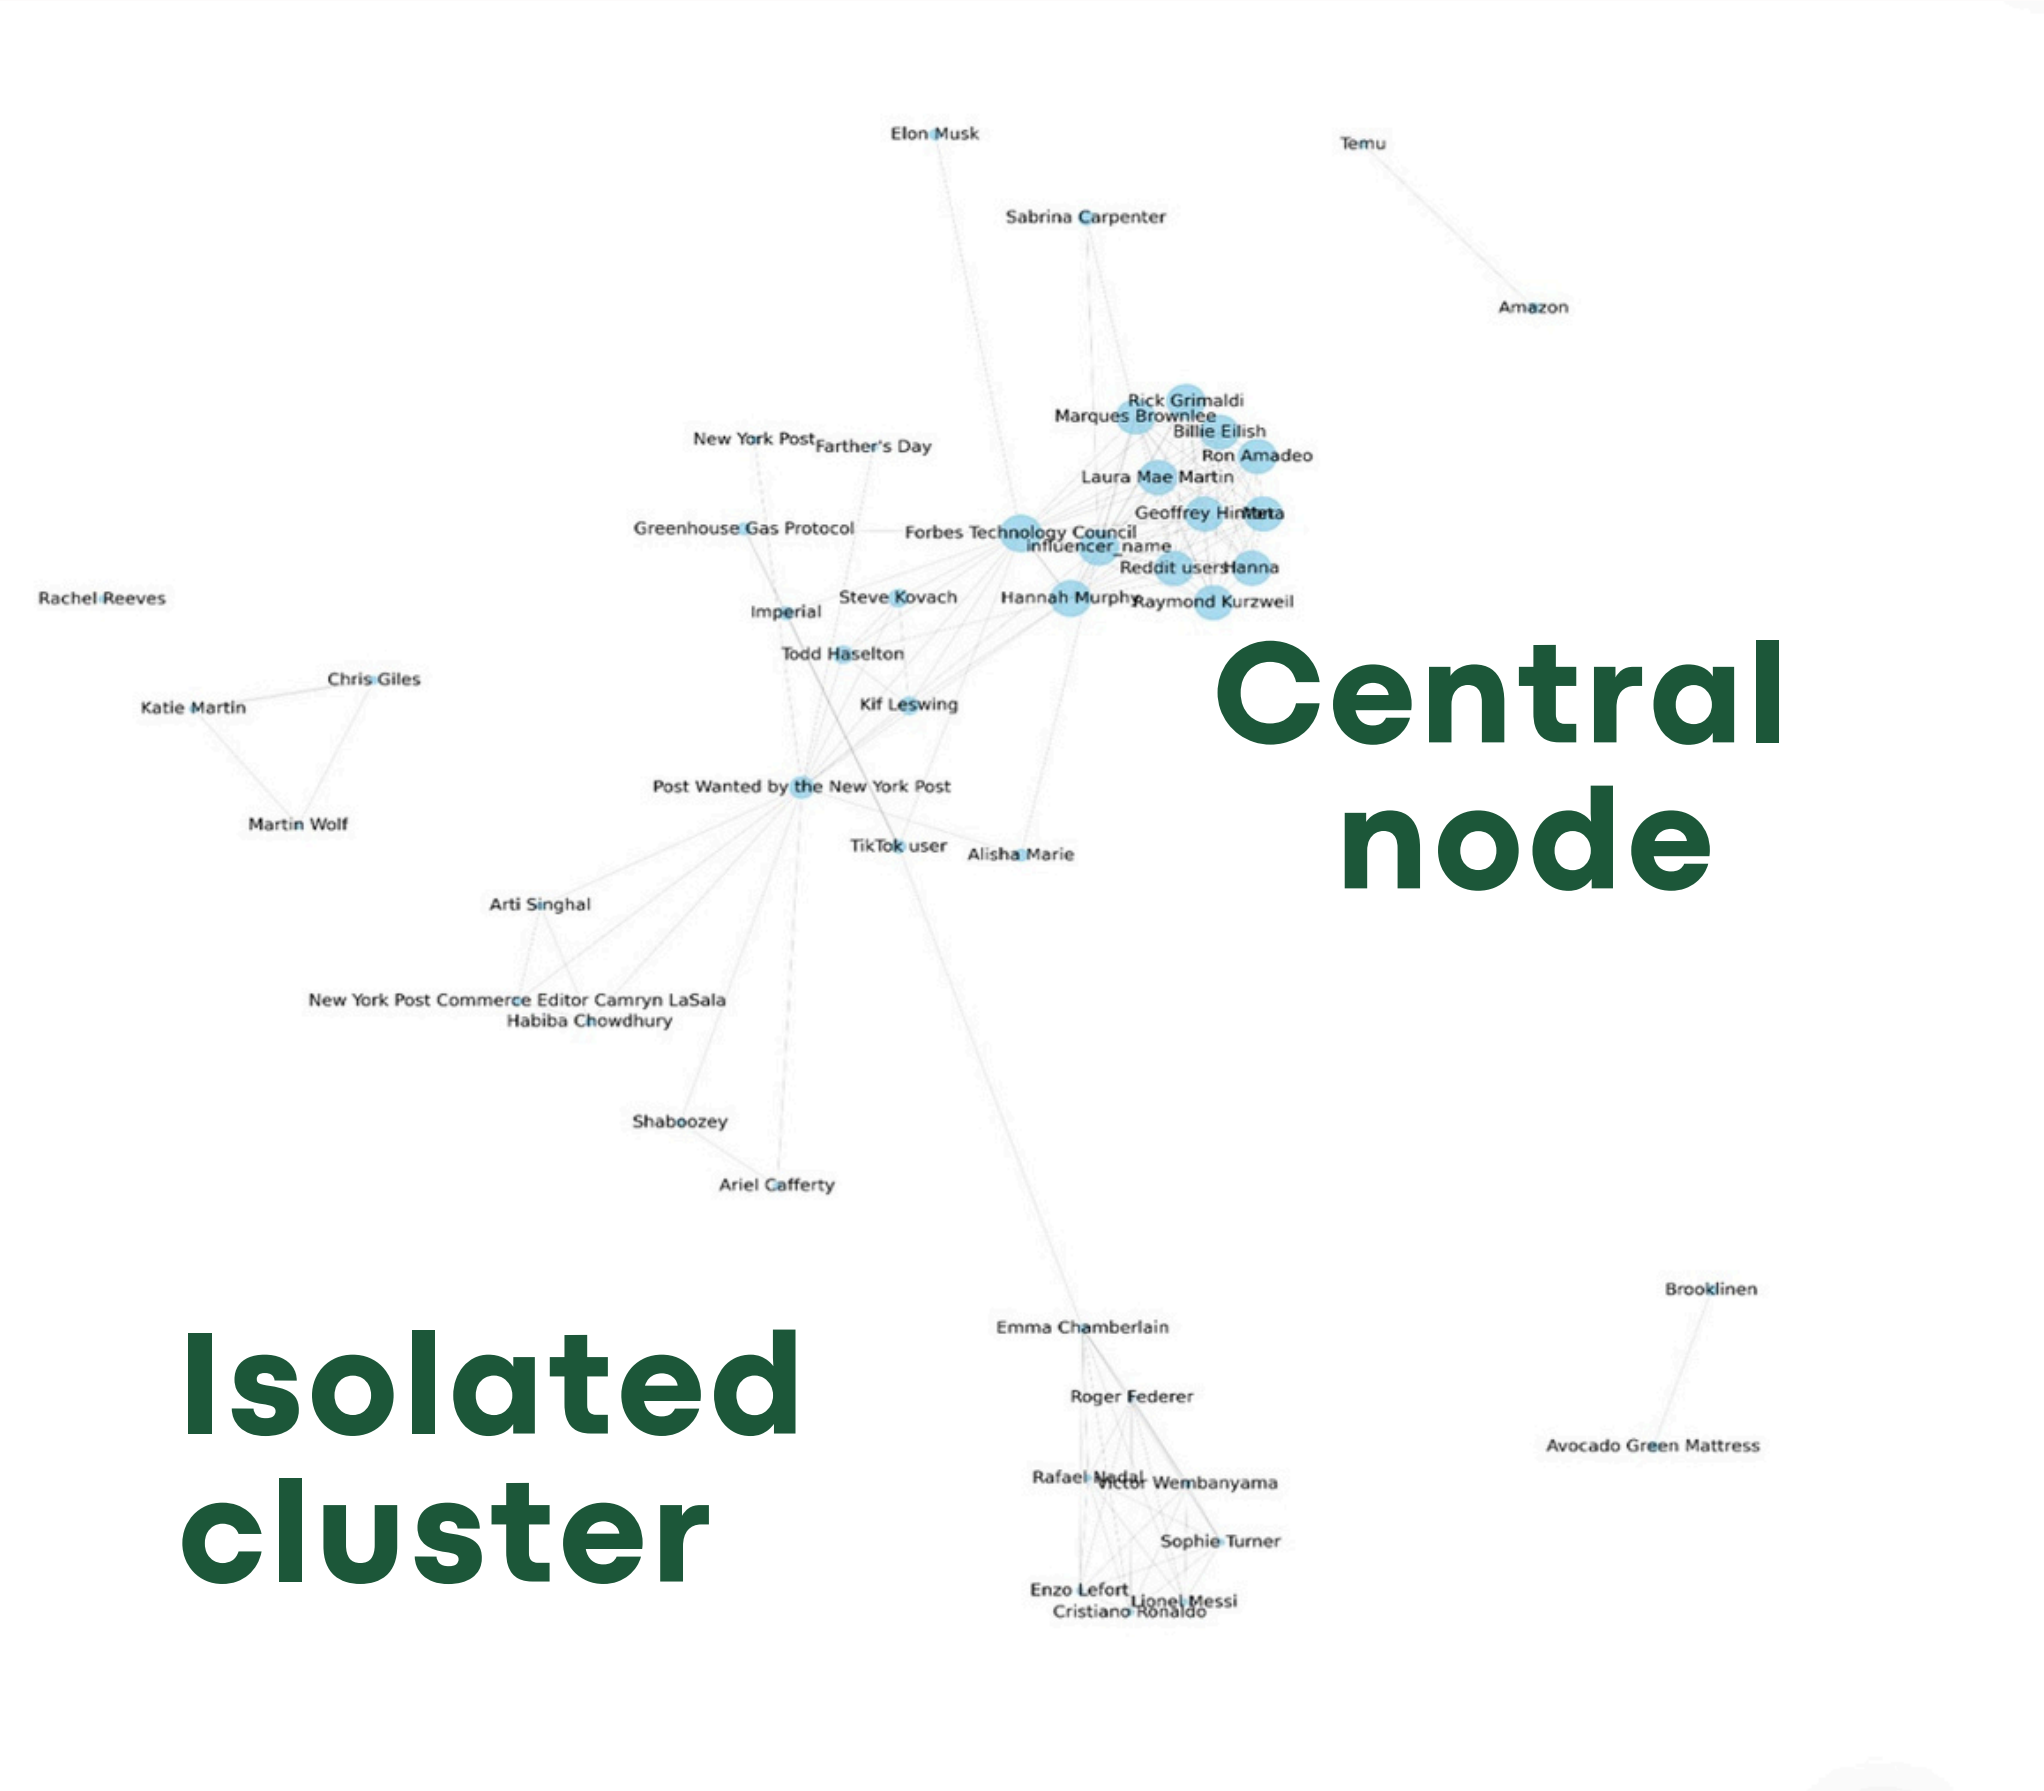 Elon Musk
Temu
Sabrina Carpenter
Amazon
Rick Grimaldi
Marques Brownlee
Billie Eilish
New York Post
Farther's Day
Ron Amadeo
Laura Mae Martin
Geoffrey
Meta
Greenhouse Gas Protocol
Forbes Technology Council
influencer_name
Reddit users
Hanna
Rachel Reeves
Steve Kovach
Hannah Murphy
Raymond Kurzweil
Imperial
Todd Haselton
Central
node
Chris Giles
Katie Martin
Kif Leswing
Post Wanted by the New York Post
Martin Wolf
TikTok user
Alisha Marie
Arti Singhal
New York Post Commerce Editor Camryn LaSala
Habiba Chowdhury
Shaboozey
Ariel Cafferty
Brooklinen
Emma Chamberlain
Isolated
cluster
Roger Federer
Avocado Green Mattress
Rafael Nadal
Victor Wembanyama
Sophie Turner
Enzo Lefort
Lionel Messi
Cristiano Ronaldo